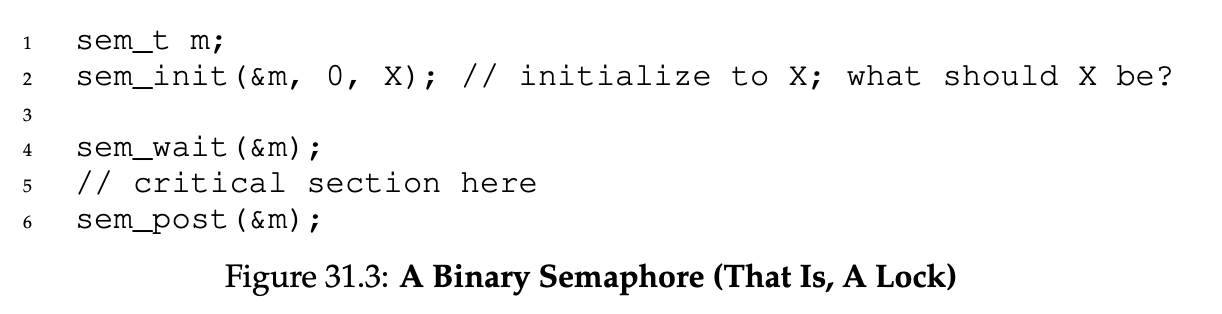 1 sem_t m;
2 sem_init(&m, 0, X); // initialize to X; what should X be?
3
4 sem_wait(&m);
5 // critical section here
6 sem_post(&m);
Figure 31.3: A Binary Semaphore (That Is, A Lock)